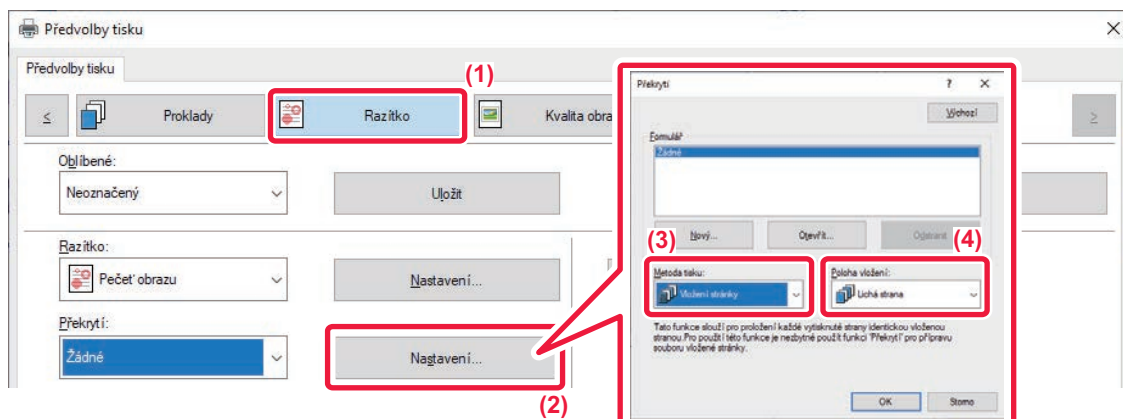 Předvolby tisku
Předvolby tisku
(1)
<
Proklady
Razítko
Kvalita obra
>
Oblíbené:
Neoznačený
Uložit
Razítko:
Pečeť obrazu
Nastavení...
Překrytí:
Žádné
Nastavení...
(2)
Překrytí
?
Výchozí
Formulář
Žádné
Nový...
Otevřít...
Odstranit
(3)
(4)
Metoda tisku:
Vložení stránky
Poloha vložení:
Lichá strana
Tato funkce slouží pro proložení každé vytisknuté strany identickou vloženou
stranou.Pro použití této funkce je nezbytné použít funkci 'Překrytí' pro přípravu
souboru vložené stránky.
OK
Storno